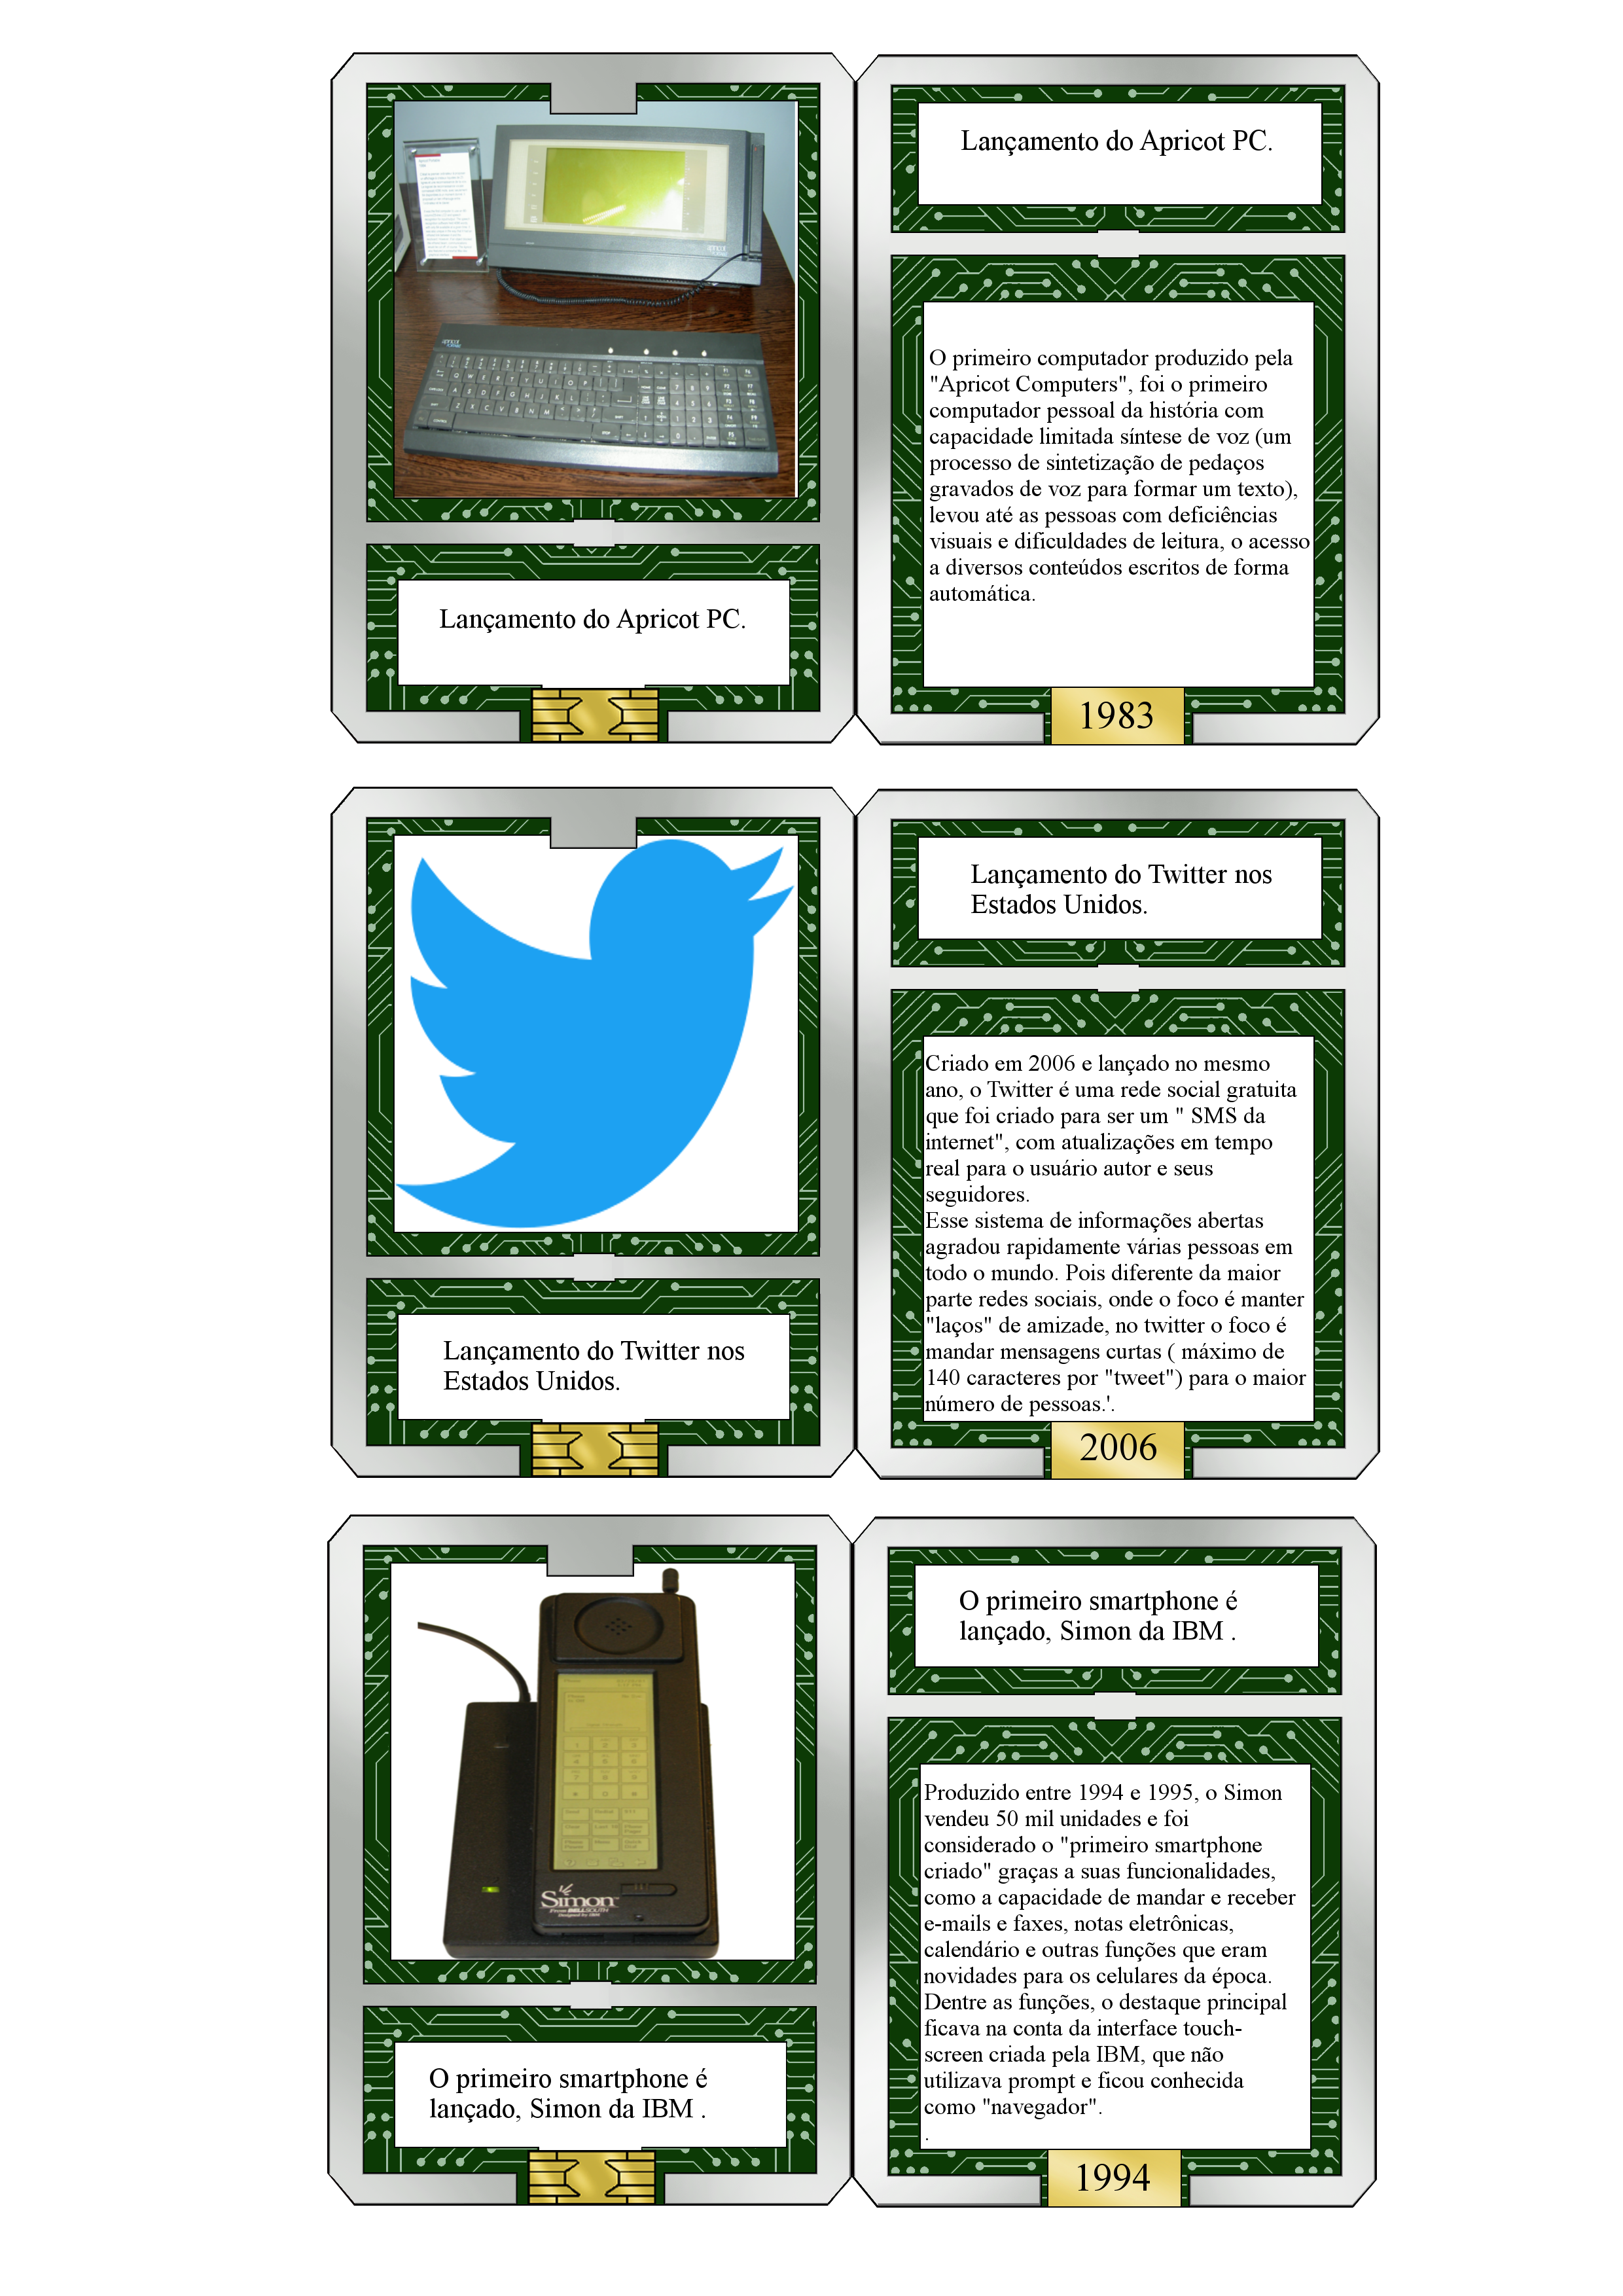 Lançamento do Apricot PC.
Lançamento do Apricot PC.
O primeiro computador produzido pela
"Apricot Computers", foi o primeiro
computador pessoal da história com
capacidade limitada síntese de voz (um
processo de sintetização de pedaços
gravados de voz para formar um texto),
levou até as pessoas com deficiências
visuais e dificuldades de leitura, o acesso
a diversos conteúdos escritos de forma
automática.
1983
Lançamento do Twitter nos
Estados Unidos.
Lançamento do Twitter nos
Estados Unidos.
Criado em 2006 e lançado no mesmo
ano, o Twitter é uma rede social gratuita
que foi criado para ser um " SMS da
internet", com atualizações em tempo
real para o usuário autor e seus
seguidores.
Esse sistema de informações abertas
agradou rapidamente várias pessoas em
todo o mundo. Pois diferente da maior
parte redes sociais, onde o foco é manter
"laços" de amizade, no twitter o foco é
mandar mensagens curtas ( máximo de
140 caracteres por "tweet") para o maior
número de pessoas.'.
2006
Simon
O primeiro smartphone é
lançado, Simon da IBM .
O primeiro smartphone é
lançado, Simon da IBM .
Produzido entre 1994 e 1995, o Simon
vendeu 50 mil unidades e foi
considerado o "primeiro smartphone
criado" graças a suas funcionalidades,
como a capacidade de mandar e receber
e-mails e faxes, notas eletrônicas,
calendário e outras funções que eram
novidades para os celulares da época.
Dentre as funções, o destaque principal
ficava na conta da interface touch-
screen criada pela IBM, que não
utilizava prompt e ficou conhecida
como "navegador".
.
1994